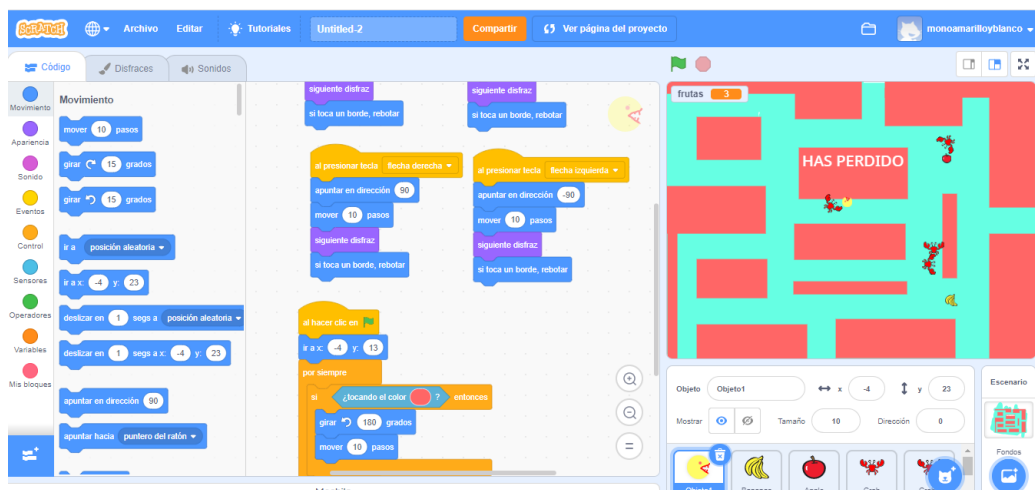 SCRATCH
Archivo
Editar
Tutoriales
Untitled-2
Compartir
Ver página del proyecto
monoamarilloyblanco
Código
Disfraces
Sonidos
Movimiento
Apariencia
Sonido
Eventos
Control
Sensores
Operadores
Variables
Mis bloques
Movimiento
mover 10 pasos
girar 15 grados
girar 15 grados
ir a posición aleatoria
ir a x: -4 y: 23
deslizar en 1 segs a posición aleatoria
deslizar en 1 segs a x: -4 y: 23
apuntar en dirección 90
apuntar hacia puntero del ratón
siguiente disfraz
si toca un borde, rebotar
siguiente disfraz
si toca un borde, rebotar
al presionar tecla flecha derecha
apuntar en dirección 90
mover 10 pasos
siguiente disfraz
si toca un borde, rebotar
al presionar tecla flecha izquierda
apuntar en dirección -90
mover 10 pasos
siguiente disfraz
si toca un borde, rebotar
al hacer clic en
ir a x: -4 y: 13
por siempre
si ¿tocando el color ? entonces
girar 180 grados
mover 10 pasos
frutas 3
HAS PERDIDO
Objeto Objeto1 x -4 y 23
Mostrar Tamaño 10 Dirección 0
Escenario
Fondos